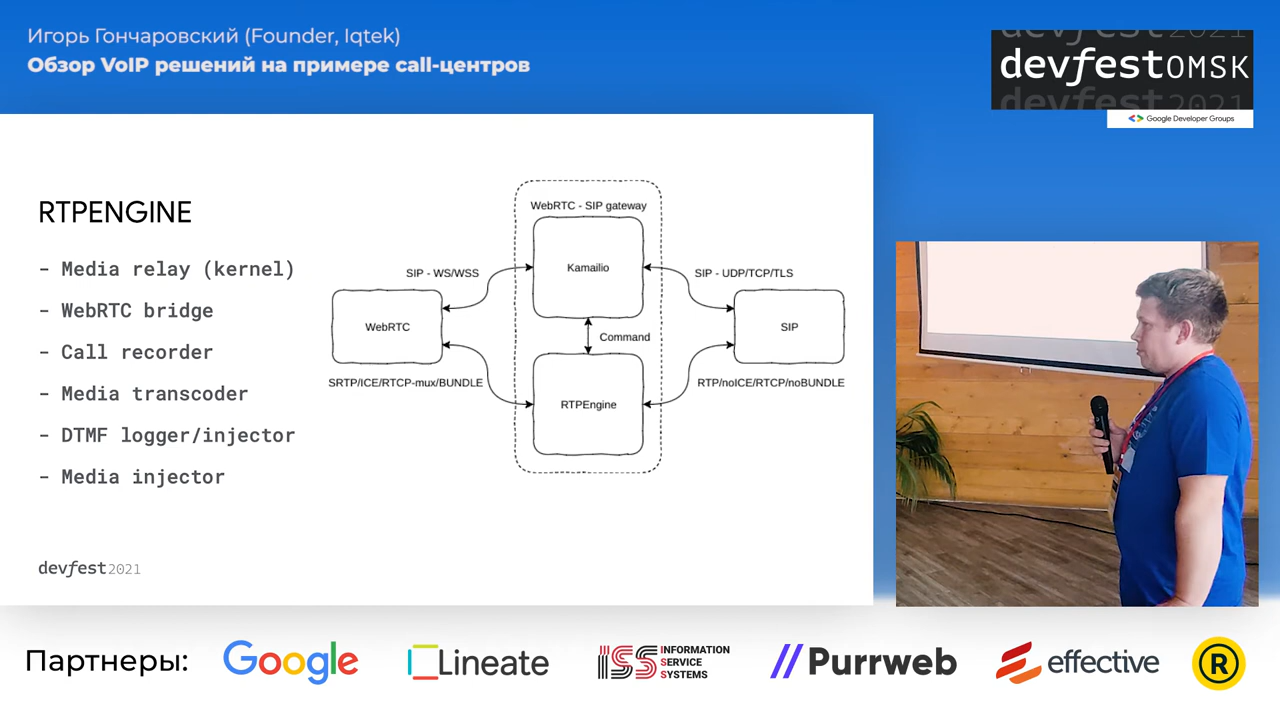 Игорь Гончаровский (Founder, Iqtek)
Обзор VoIP решений на примере call-центров
devfest2021
devfestOMSK
devfest2021
Google Developer Groups
RTPENGINE
- Media relay (kernel)
- WebRTC bridge
- Call recorder
- Media transcoder
- DTMF logger/injector
- Media injector
WebRTC - SIP gateway
Kamailio
SIP - WS/WSS
SIP - UDP/TCP/TLS
WebRTC
Command
SIP
SRTP/ICE/RTCP-mux/BUNDLE
RTP/noICE/RTCP/noBUNDLE
RTPEngine
devfest2021
Партнеры:
Google
Lineate
ISS INFORMATION
SERVICE
SYSTEMS
Purrweb
effective
R